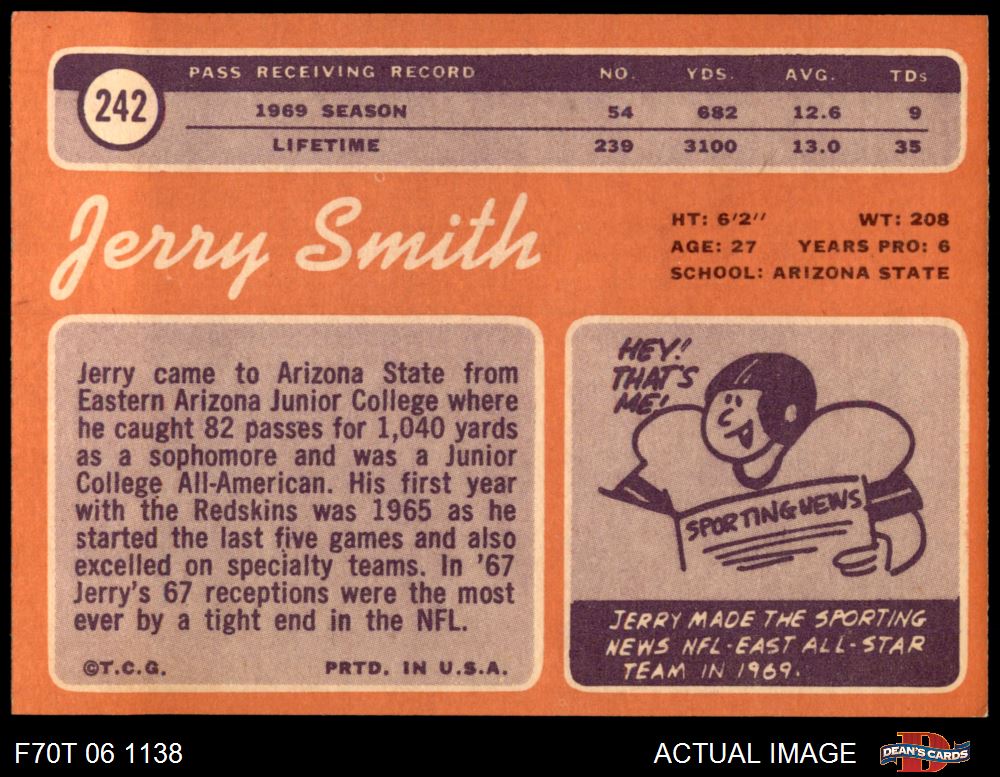 242
PASS RECEIVING RECORD NO. YDS. AVG. TDs
1969 SEASON 54 682 12.6 9
LIFETIME 239 3100 13.0 35
Jerry Smith
HT: 6'2" WT: 208
AGE: 27 YEARS PRO: 6
SCHOOL: ARIZONA STATE
Jerry came to Arizona State from
Eastern Arizona Junior College where
he caught 82 passes for 1,040 yards
as a sophomore and was a Junior
College All-American. His first year
with the Redskins was 1965 as he
started the last five games and also
excelled on specialty teams. In '67
Jerry's 67 receptions were the most
ever by a tight end in the NFL.
©T.C.G. PRTD. IN U.S.A.
HEY!
THAT'S
ME!
SPORTING NEWS
JERRY MADE THE SPORTING
NEWS NFL-EAST ALL-STAR
TEAM IN 1969.
F70T 06 1138 ACTUAL IMAGE
D
DEAN'S CARDS